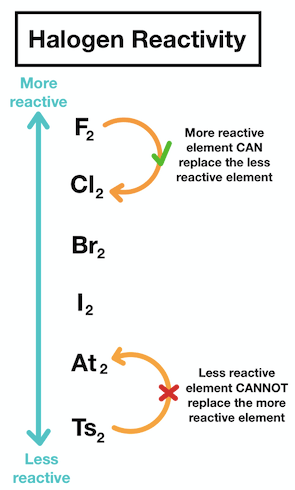 Halogen Reactivity
More
reactive
F₂
More reactive
element CAN
replace the less
reactive element
Cl₂
Br₂
I₂
At₂
Less reactive
element CANNOT
replace the more
reactive element
Ts₂
Less
reactive